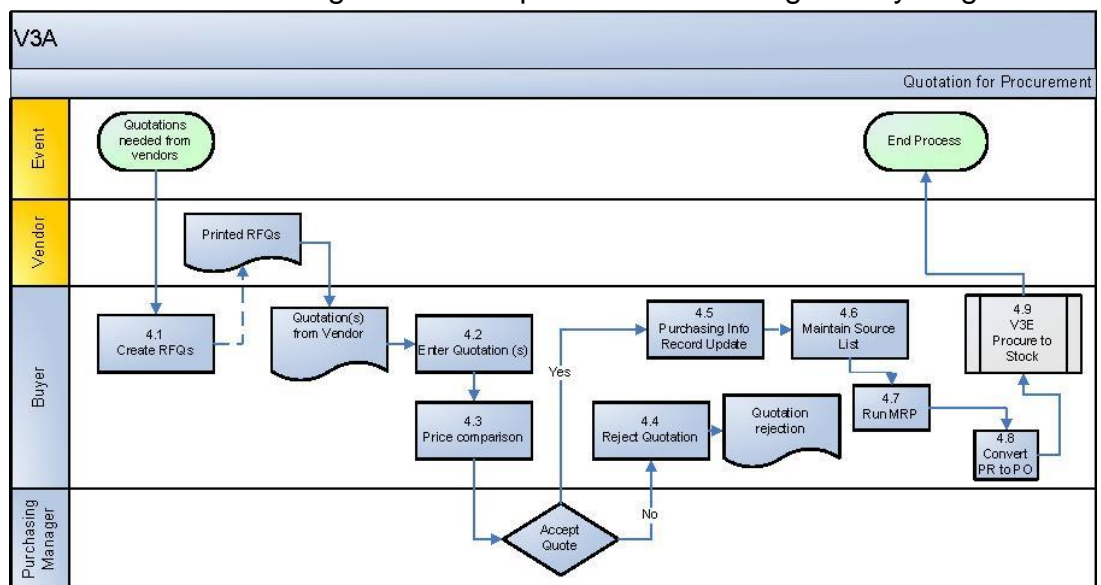 V3A
Quotation for Procurement
Event
Quotations
needed from
vendors
End Process
Vendor
Printed RFQs
Buyer
4.1
Create RFQs
Quotation(s)
from Vendor
4.2
Enter Quotation (s)
4.3
Price comparison
Yes
4.5
Purchasing Info
Record Update
4.6
Maintain Source
List
4.9
V3E
Procure to
Stock
4.4
Reject Quotation
Quotation
rejection
4.7
Run MRP
4.8
Convert
PR to PO
Purchasing
Manager
Accept
Quote
No